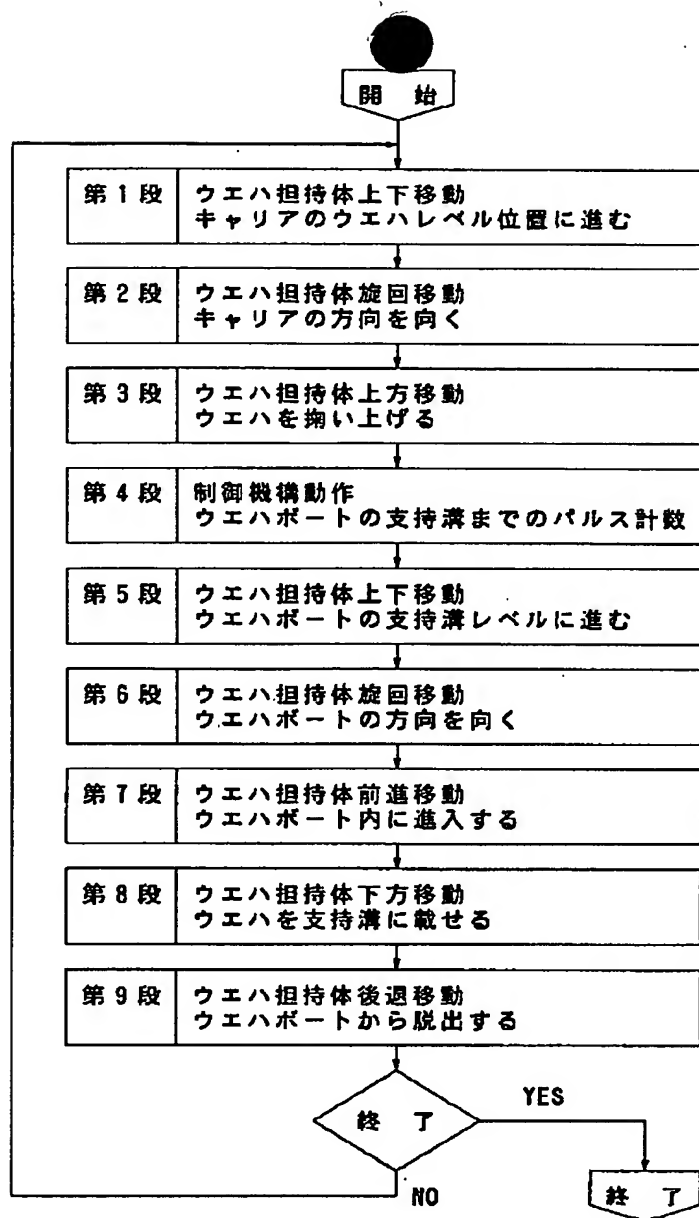 開 始
第1段
ウエハ担持体上下移動
キャリアのウエハレベル位置に進む
第2段
ウエハ担持体旋回移動
キャリアの方向を向く
第3段
ウエハ担持体上方移動
ウエハを掬い上げる
第4段
制御機構動作
ウエハボートの支持溝までのパルス計数
第5段
ウエハ担持体上下移動
ウエハボートの支持溝レベルに進む
第6段
ウエハ担持体旋回移動
ウエハボートの方向を向く
第7段
ウエハ担持体前進移動
ウエハボート内に進入する
第8段
ウエハ担持体下方移動
ウエハを支持溝に載せる
第9段
ウエハ担持体後退移動
ウエハボートから脱出する
終 了
YES
NO
終 了